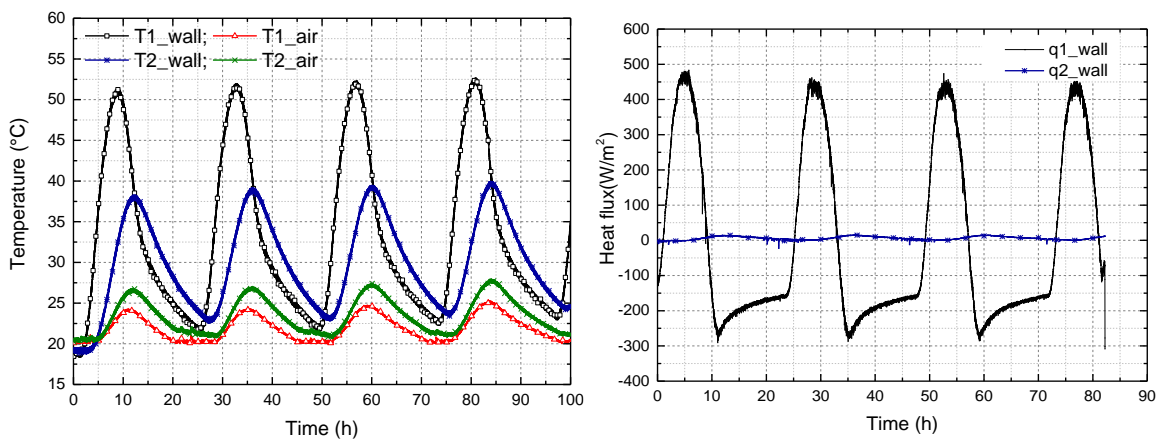 60
55
50
45
40
35
30
25
20
15
Temperature (°C)
T1_wall; T1_air
T2_wall; T2_air
0 10 20 30 40 50 60 70 80 90 100
Time (h)
600
500
400
300
200
100
0
-100
-200
-300
-400
Heat flux(W/m²)
q1_wall
q2_wall
0 10 20 30 40 50 60 70 80 90
Time (h)